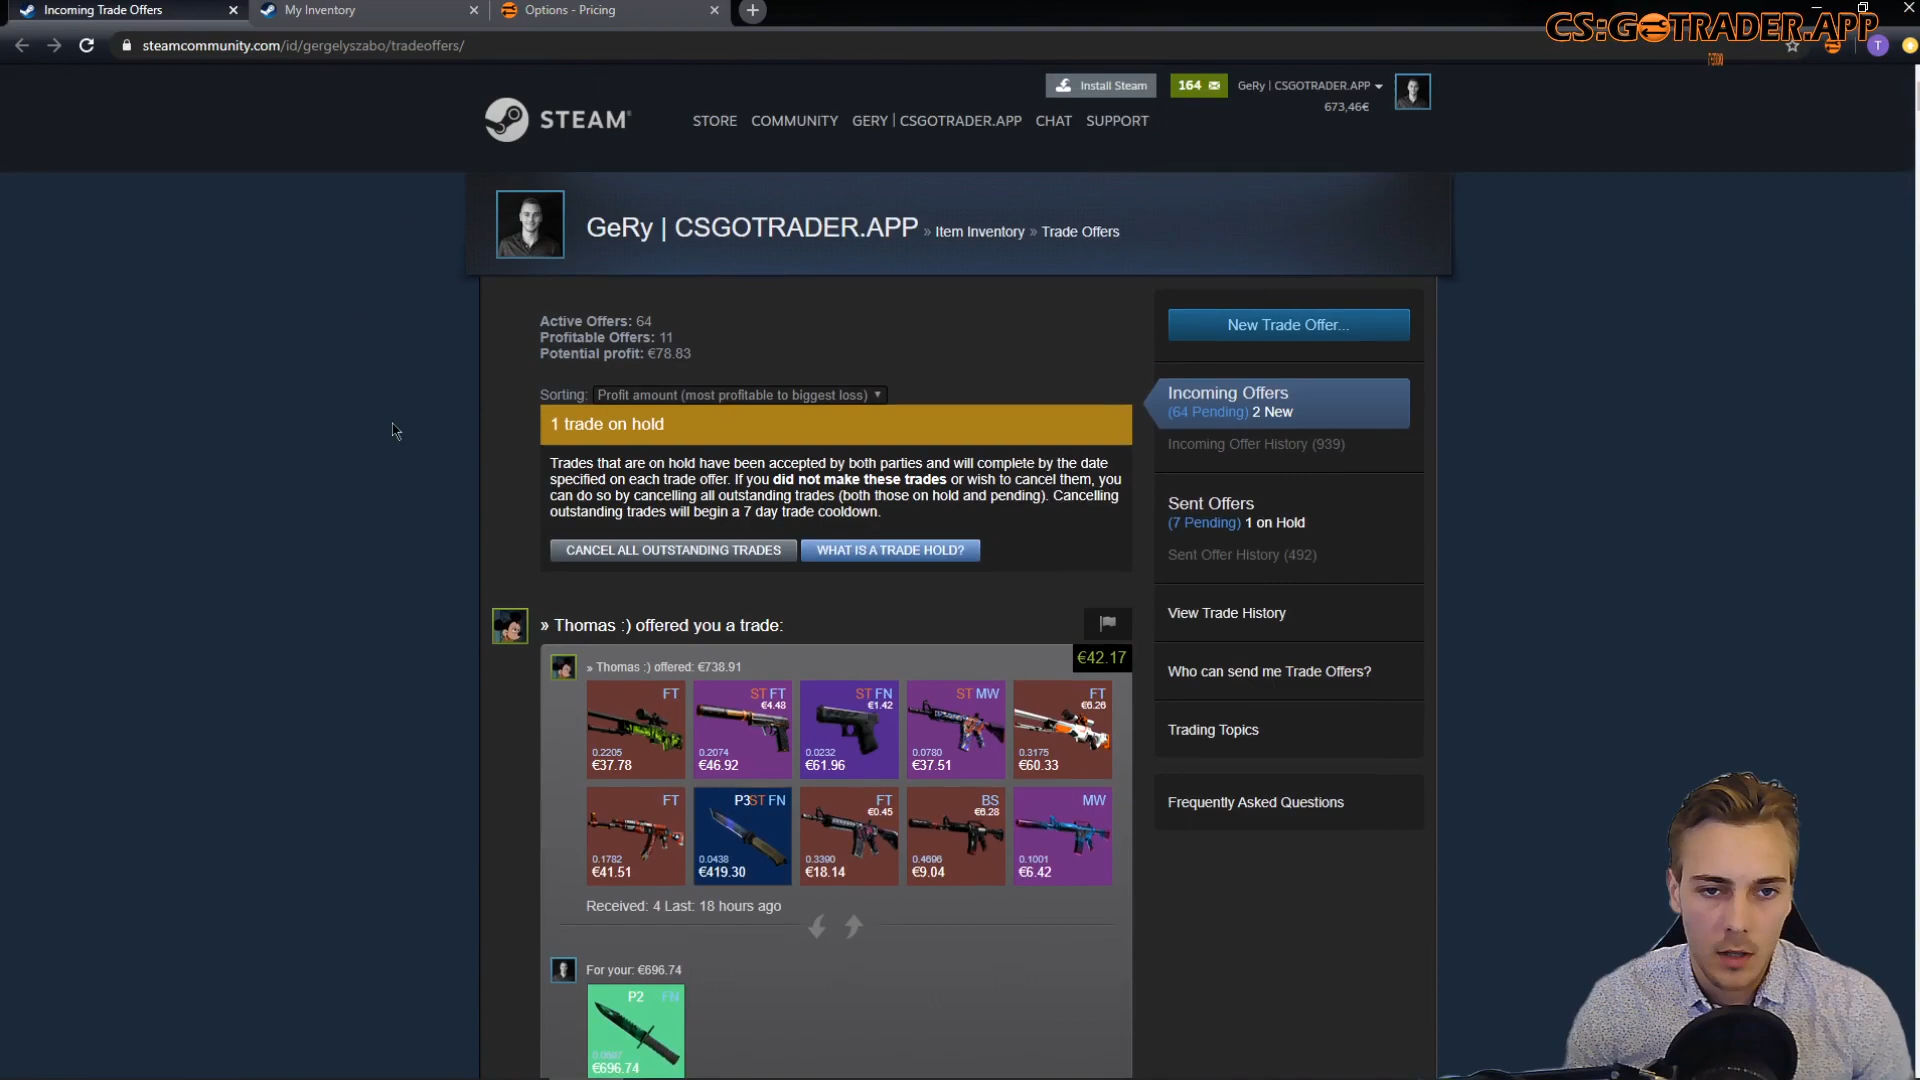 Incoming Trade Offers
My Inventory
Options - Pricing
CS:GOTRADER.APP
steamcommunity.com/id/gergelyszabo/tradeoffers/
T
Install Steam
164
GeRy | CSGOTRADER.APP
673,46€
STEAM
STORE COMMUNITY GERY | CSGOTRADER.APP CHAT SUPPORT
GeRy | CSGOTRADER.APP » Item Inventory » Trade Offers
Active Offers: 64
Profitable Offers: 11
Potential profit: €78.83
Sorting: Profit amount (most profitable to biggest loss)
1 trade on hold
Trades that are on hold have been accepted by both parties and will complete by the date
specified on each trade offer. If you did not make these trades or wish to cancel them, you
can do so by cancelling all outstanding trades (both those on hold and pending). Cancelling
outstanding trades will begin a 7 day trade cooldown.
CANCEL ALL OUTSTANDING TRADES
WHAT IS A TRADE HOLD?
» Thomas :) offered you a trade:
€42.17
» Thomas :) offered: €738.91
FT
0.2205
€37.78
ST FT
€4.48
0.2074
€46.92
ST FN
€1.42
0.0232
€61.96
ST MW
0.0780
€37.51
FT
€6.26
0.3175
€60.33
FT
0.1782
€41.51
P3 ST FN
0.0438
€419.30
FT
€0.45
0.3390
€18.14
BS
€6.28
0.4696
€9.04
MW
0.1001
€6.42
Received: 4 Last: 18 hours ago
For your: €696.74
P2 FN
€696.74
New Trade Offer...
Incoming Offers
(64 Pending) 2 New
Incoming Offer History (939)
Sent Offers
(7 Pending) 1 on Hold
Sent Offer History (492)
View Trade History
Who can send me Trade Offers?
Trading Topics
Frequently Asked Questions